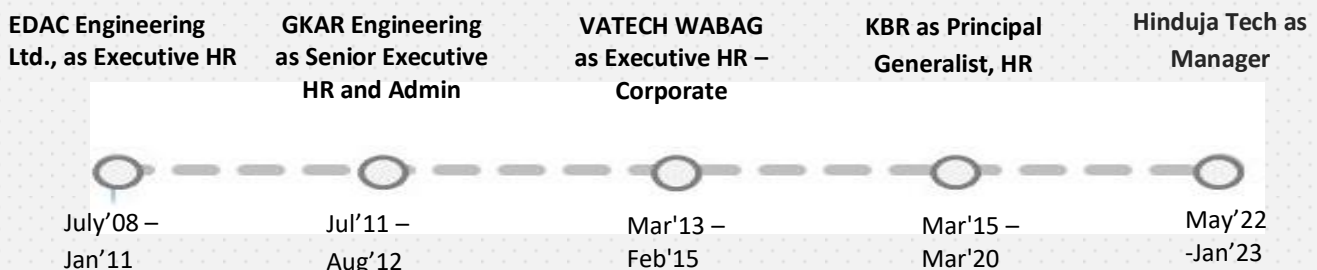 EDAC Engineering
Ltd., as Executive HR
GKAR Engineering
as Senior Executive
HR and Admin
VATECH WABAG
as Executive HR –
Corporate
KBR as Principal
Generalist, HR
Hinduja Tech as
Manager
July’08 –
Jan’11
Jul’11 –
Aug’12
Mar'13 –
Feb'15
Mar'15 –
Mar'20
May’22
-Jan’23